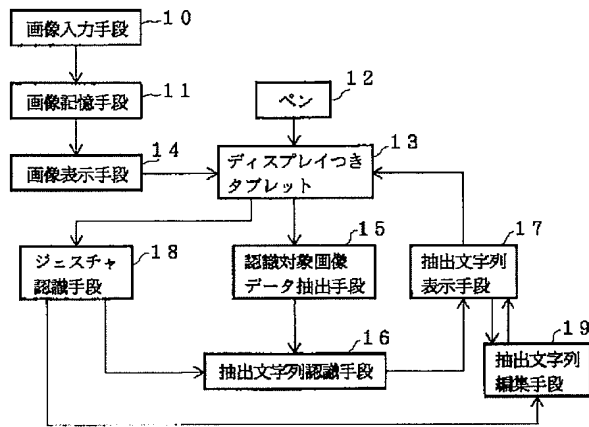 画像入力手段
10
画像記憶手段
11
ペン
12
画像表示手段
14
ディスプレイつき
タブレット
13
ジェスチャ
認識手段
18
認識対象画像
データ抽出手段
15
抽出文字列
表示手段
17
抽出文字列認識手段
16
抽出文字列
編集手段
19